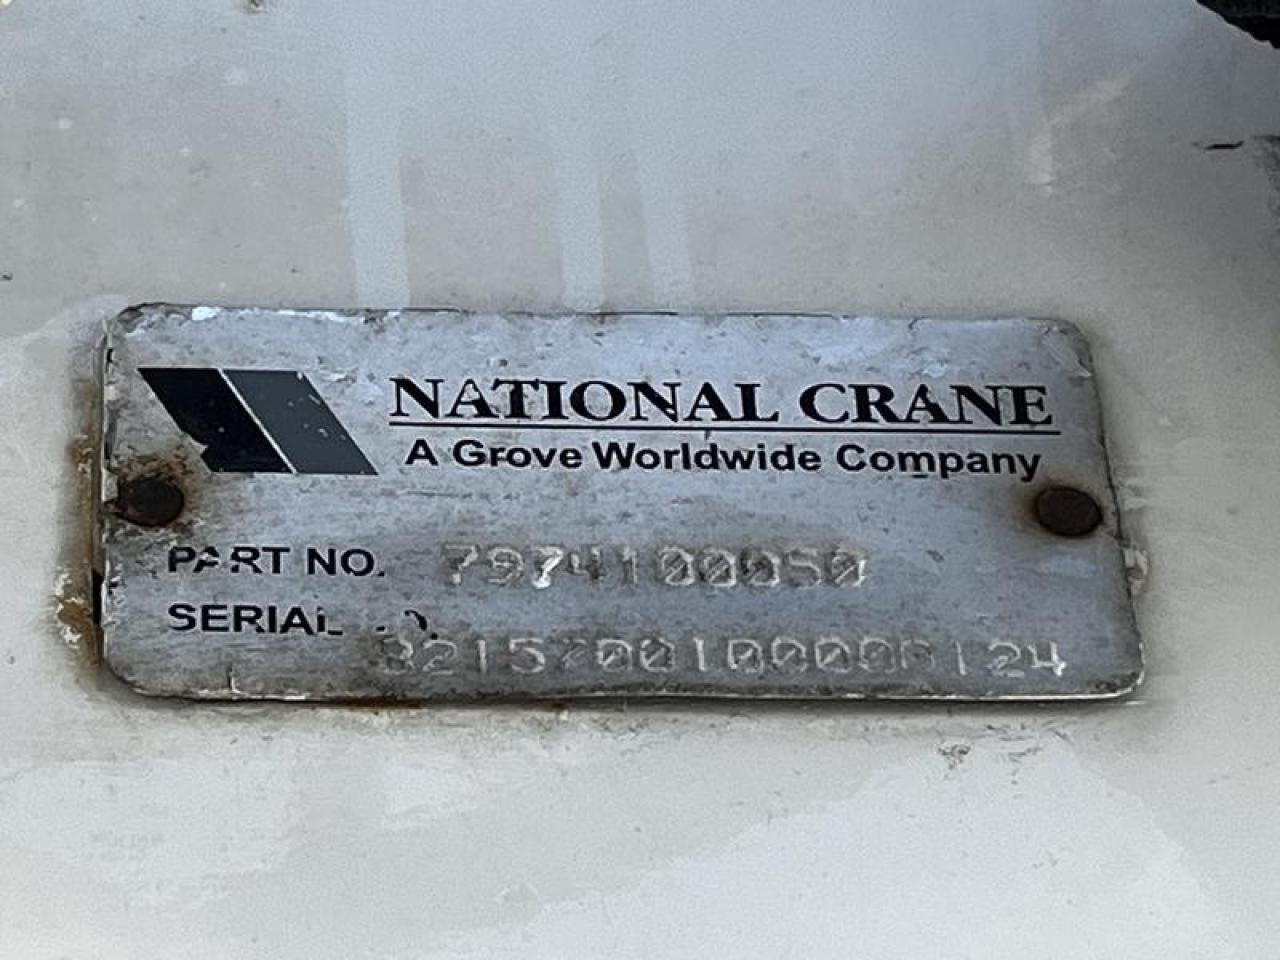 NATIONAL CRANE
A Grove Worldwide Company
PART NO. 7974100050
SERIAL